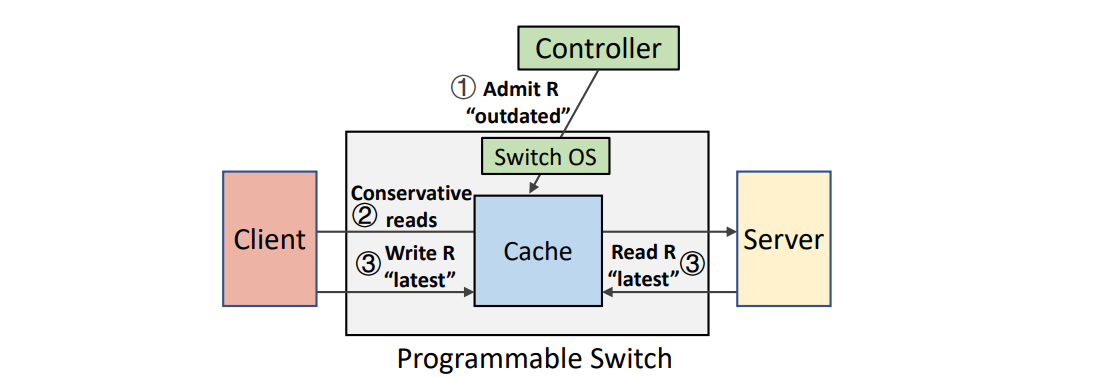 Controller
① Admit R
“outdated”
Switch OS
Conservative
② reads
Client
Cache
Server
③ Write R
“latest”
Read R ③
“latest”
Programmable Switch